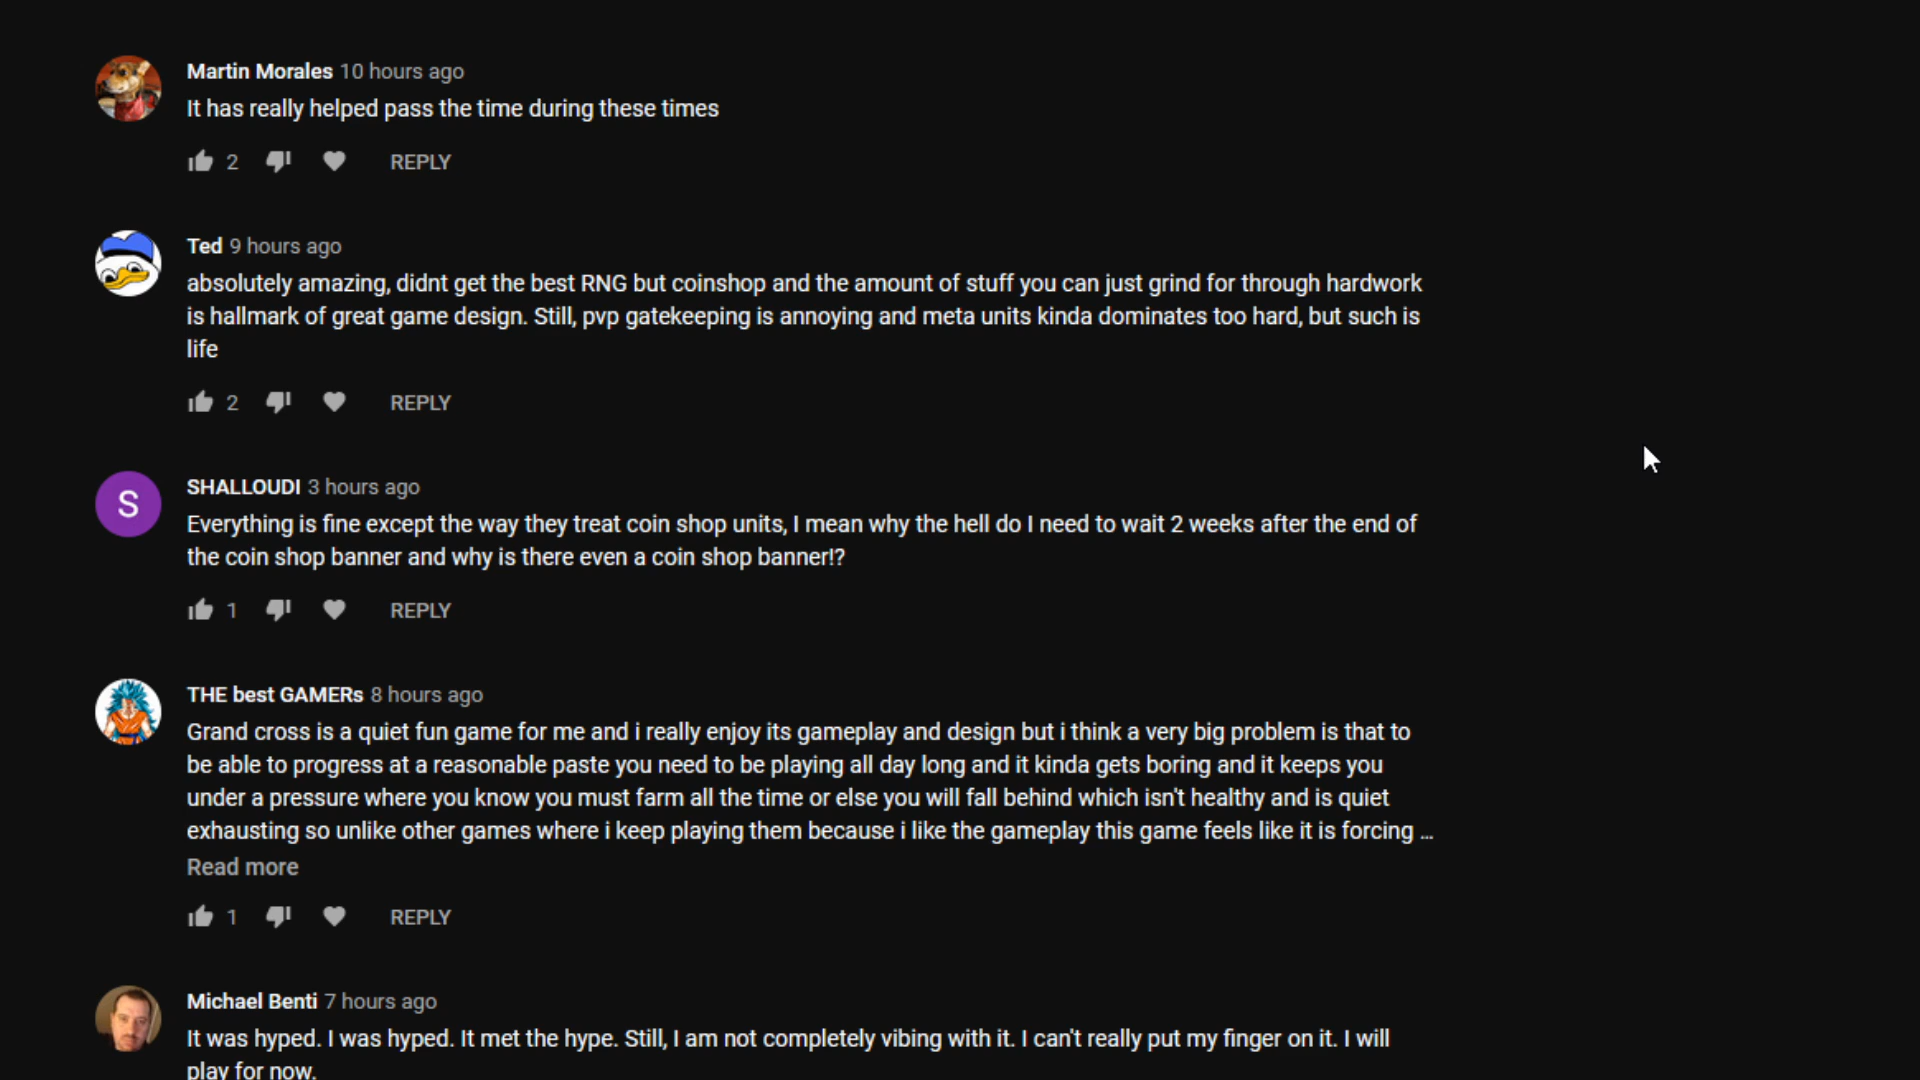 Martin Morales 10 hours ago
It has really helped pass the time during these times
2 REPLY
Ted 9 hours ago
absolutely amazing, didnt get the best RNG but coinshop and the amount of stuff you can just grind for through hardwork
is hallmark of great game design. Still, pvp gatekeeping is annoying and meta units kinda dominates too hard, but such is
life
2 REPLY
S
SHALLOUDI 3 hours ago
Everything is fine except the way they treat coin shop units, I mean why the hell do I need to wait 2 weeks after the end of
the coin shop banner and why is there even a coin shop banner!?
1 REPLY
THE best GAMERs 8 hours ago
Grand cross is a quiet fun game for me and i really enjoy its gameplay and design but i think a very big problem is that to
be able to progress at a reasonable paste you need to be playing all day long and it kinda gets boring and it keeps you
under a pressure where you know you must farm all the time or else you will fall behind which isn't healthy and is quiet
exhausting so unlike other games where i keep playing them because i like the gameplay this game feels like it is forcing ...
Read more
1 REPLY
Michael Benti 7 hours ago
It was hyped. I was hyped. It met the hype. Still, I am not completely vibing with it. I can't really put my finger on it. I will
play for now.